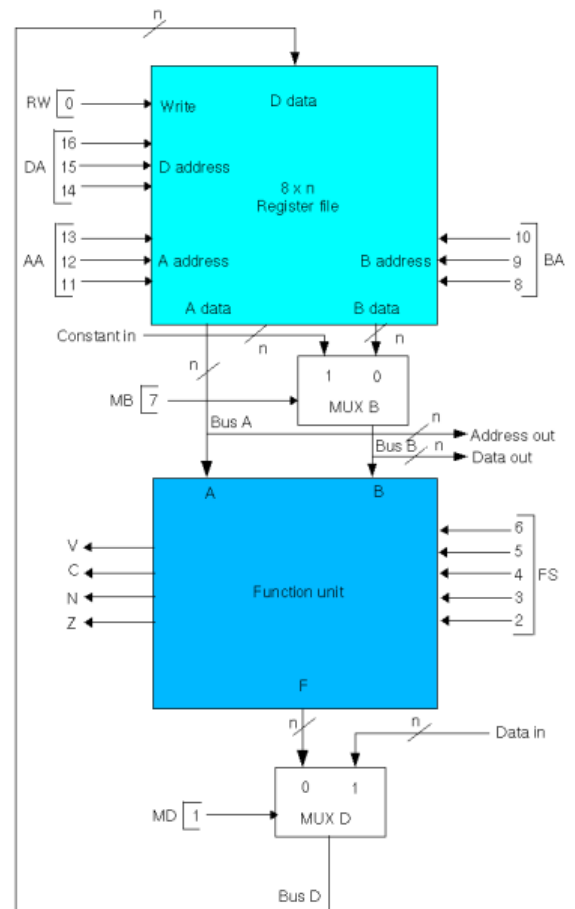 n
RW 0
Write
D data
16
DA 15
D address
14
8 x n
Register file
13
AA 12
A address
11
10
B address
9
BA
8
A data
B data
Constant in
n
n
n
1 0
MUX B
MB 7
Bus A
n
Address out
Bus B
n
Data out
A
B
V
C
N
Z
Function unit
6
5
4
FS
3
2
F
n
n
Data in
0 1
MUX D
MD 1
Bus D